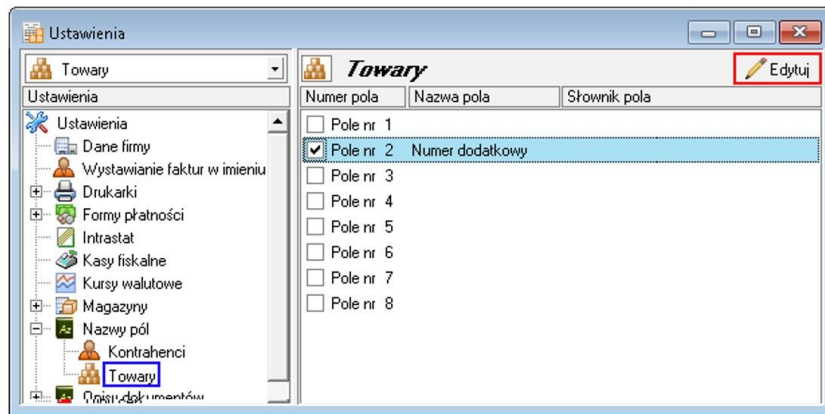 Ustawienia
Towary
Ustawienia
Ustawienia
Dane firmy
Wystawianie faktur w imieniu
Drukarki
Formy płatności
Intrastat
Kasy fiskalne
Kursy walutowe
Magazyny
Nazwy pól
Kontrahenci
Towary
Opisy dokumentów
Towary
Edytuj
Numer pola Nazwa pola Słownik pola
Pole nr 1
Pole nr 2 Numer dodatkowy
Pole nr 3
Pole nr 4
Pole nr 5
Pole nr 6
Pole nr 7
Pole nr 8